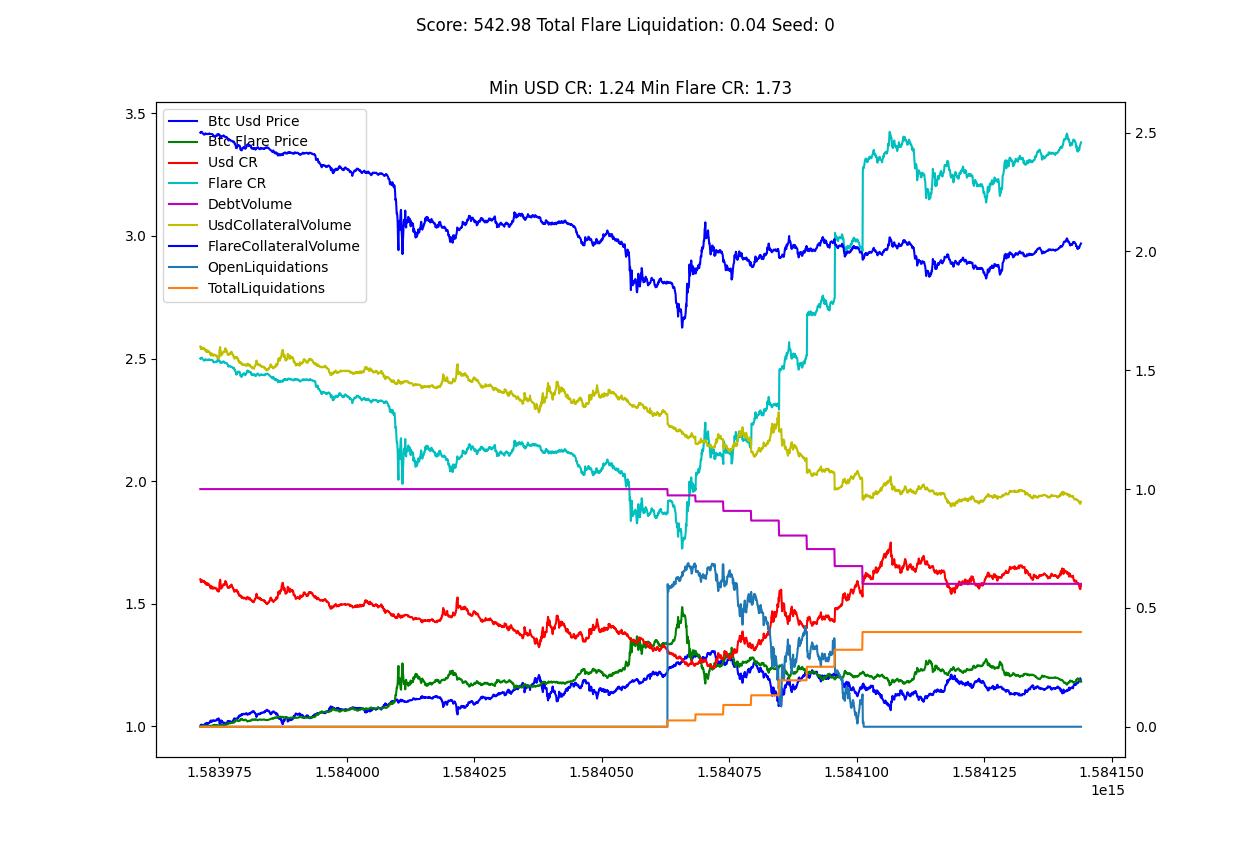 Score: 542.98 Total Flare Liquidation: 0.04 Seed: 0
Min USD CR: 1.24 Min Flare CR: 1.73
Btc Usd Price
Btc Flare Price
Usd CR
Flare CR
DebtVolume
UsdCollateralVolume
FlareCollateralVolume
OpenLiquidations
TotalLiquidations
3.5
3.0
2.5
2.0
1.5
1.0
2.5
2.0
1.5
1.0
0.5
0.0
1.583975 1.584000 1.584025 1.584050 1.584075 1.584100 1.584125 1.584150
1e15